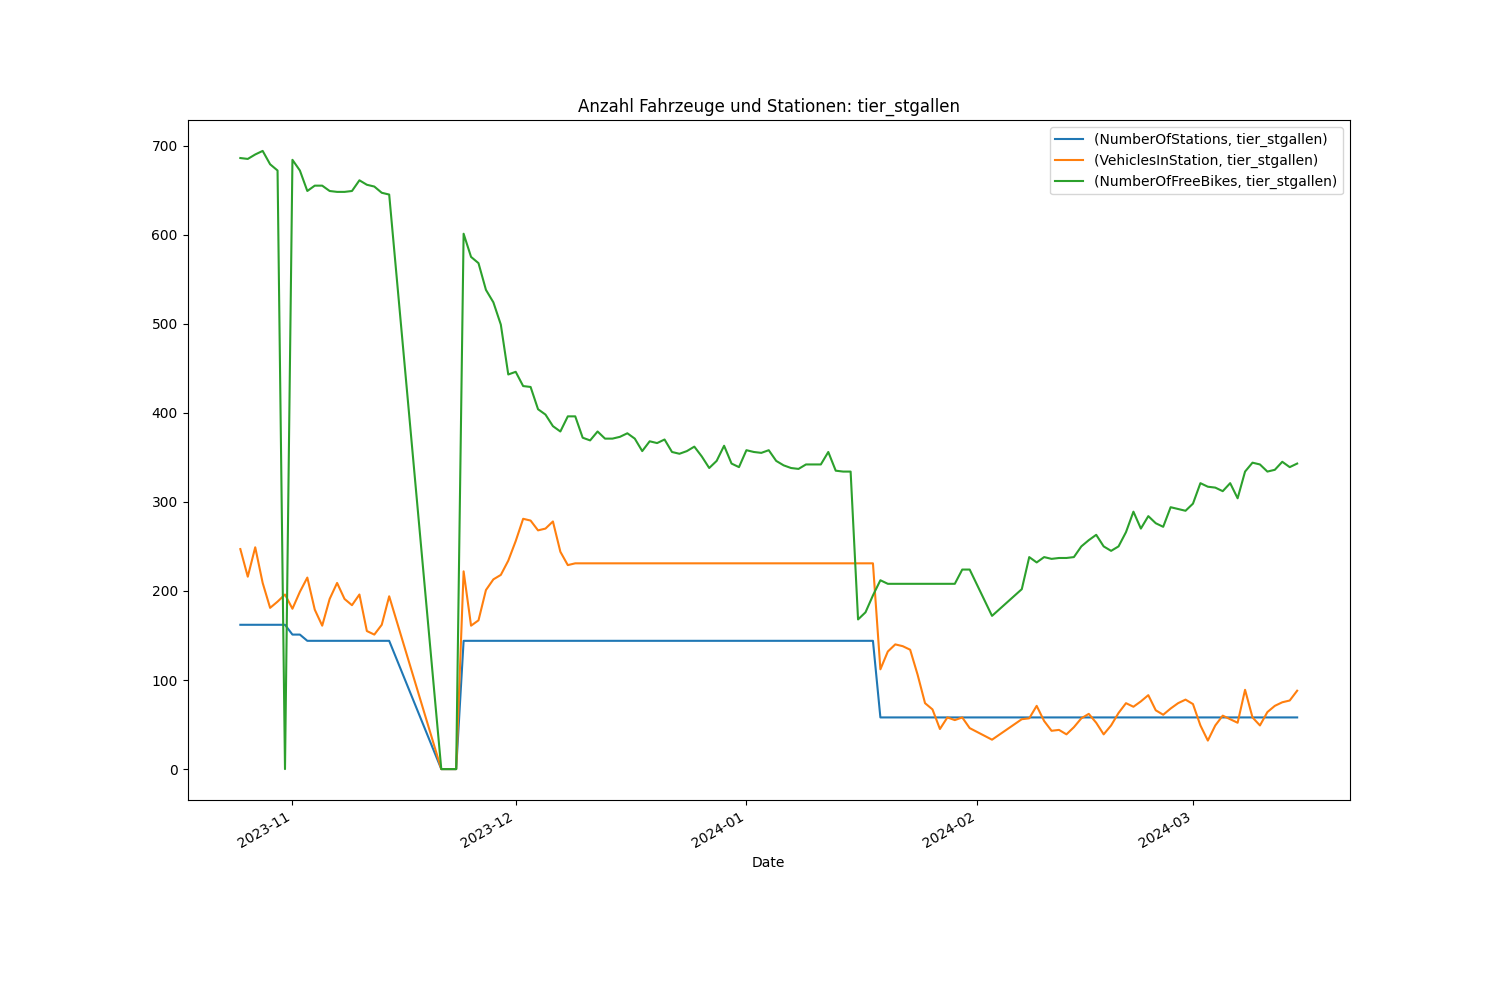 Anzahl Fahrzeuge und Stationen: tier_stgallen
(NumberOfStations, tier_stgallen)
(VehiclesInStation, tier_stgallen)
(NumberOfFreeBikes, tier_stgallen)
700
600
500
400
300
200
100
0
2023-11
2023-12
2024-01
2024-02
2024-03
Date